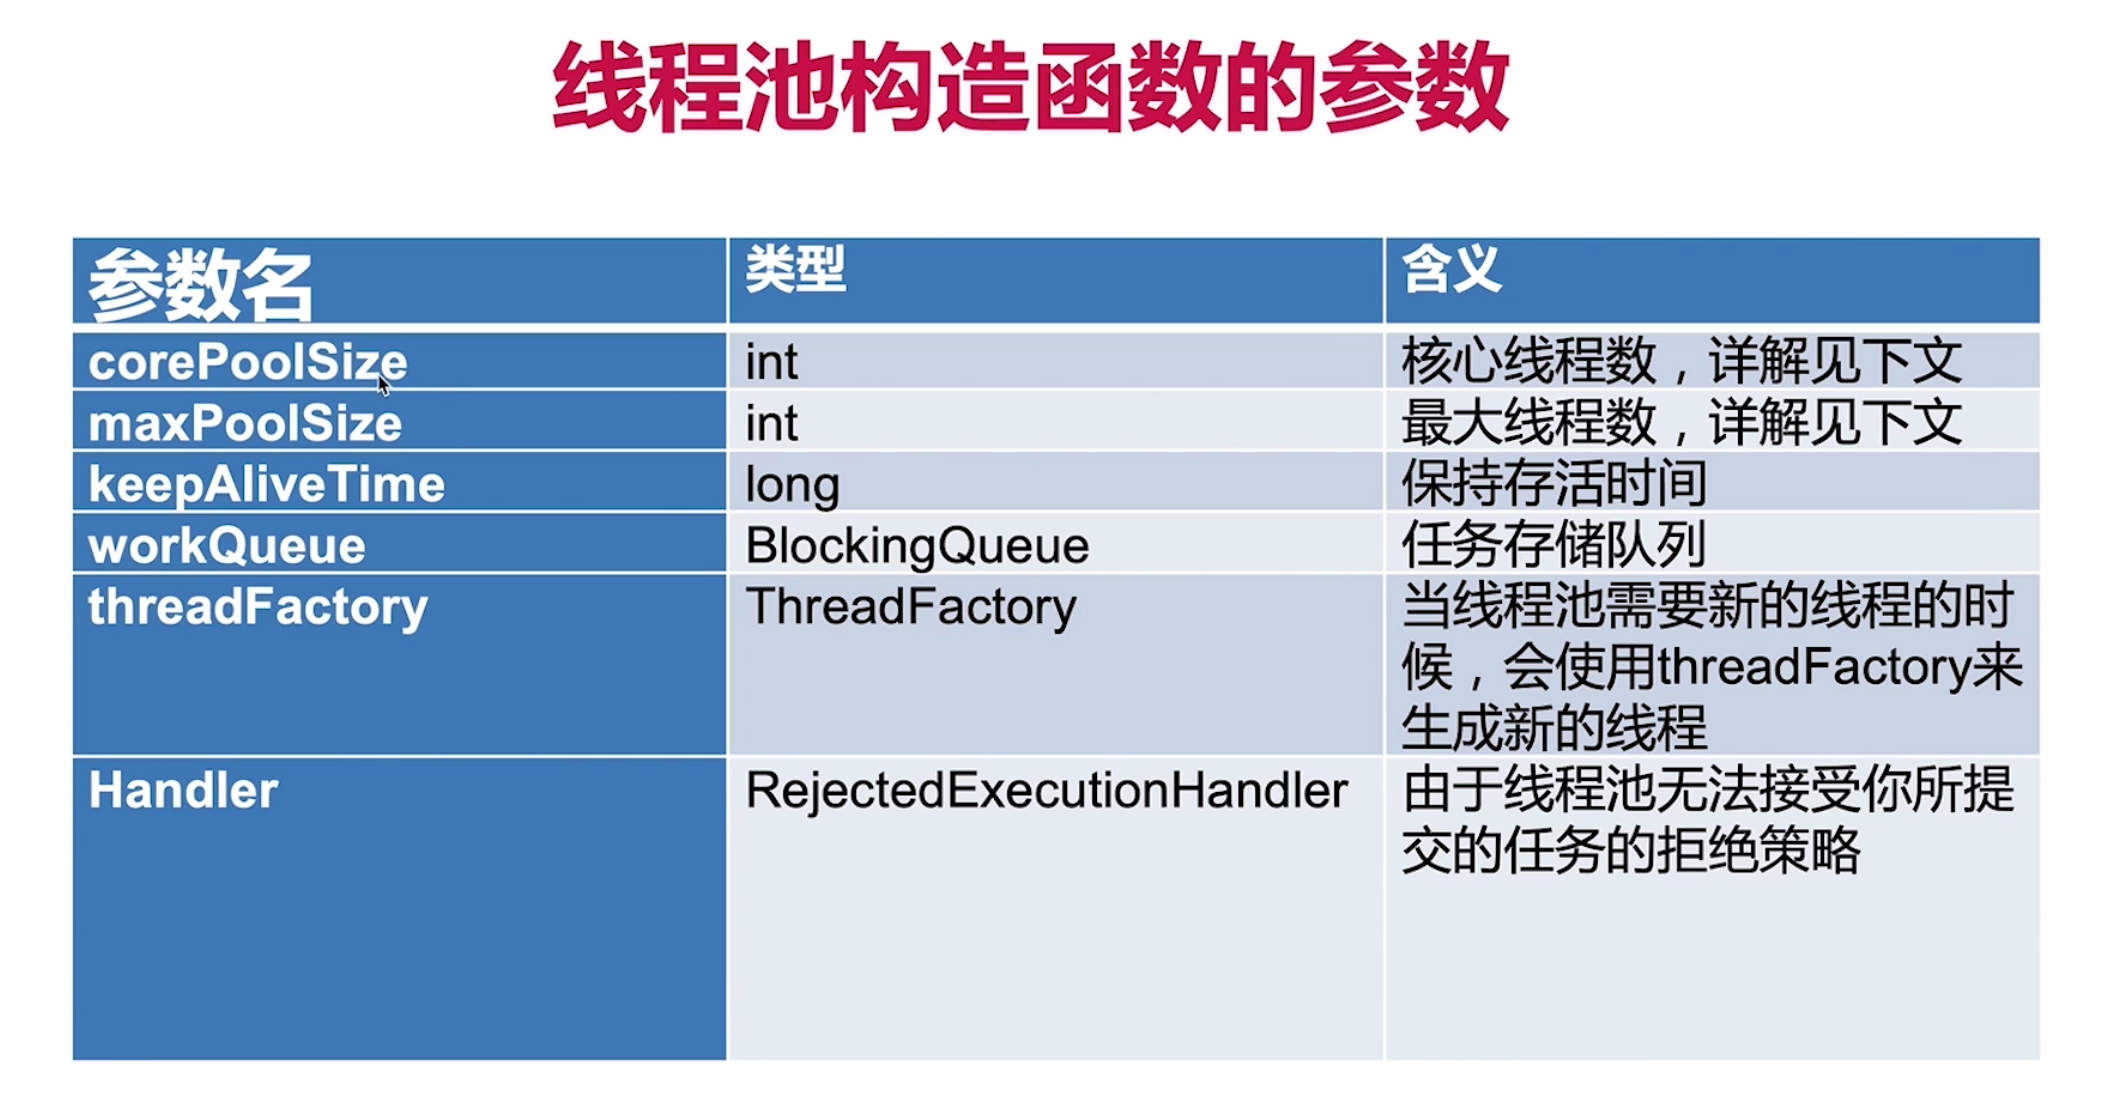 线程池构造函数的参数
参数名 类型 含义
corePoolSize int 核心线程数，详解见下文
maxPoolSize int 最大线程数，详解见下文
keepAliveTime long 保持存活时间
workQueue BlockingQueue 任务存储队列
threadFactory ThreadFactory 当线程池需要新的线程的时
候，会使用threadFactory来
生成新的线程
Handler RejectedExecutionHandler 由于线程池无法接受你所提
交的任务的拒绝策略